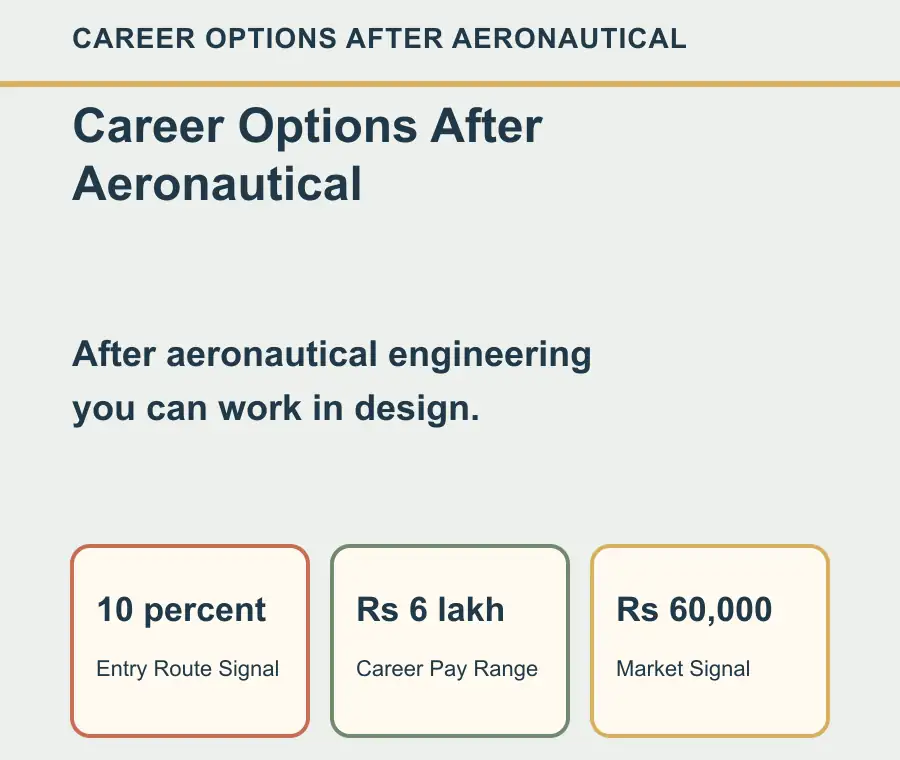 CAREER OPTIONS AFTER AERONAUTICAL
Career Options After
Aeronautical
After aeronautical engineering
you can work in design.
10 percent
Entry Route Signal
Rs 6 lakh
Career Pay Range
Rs 60,000
Market Signal